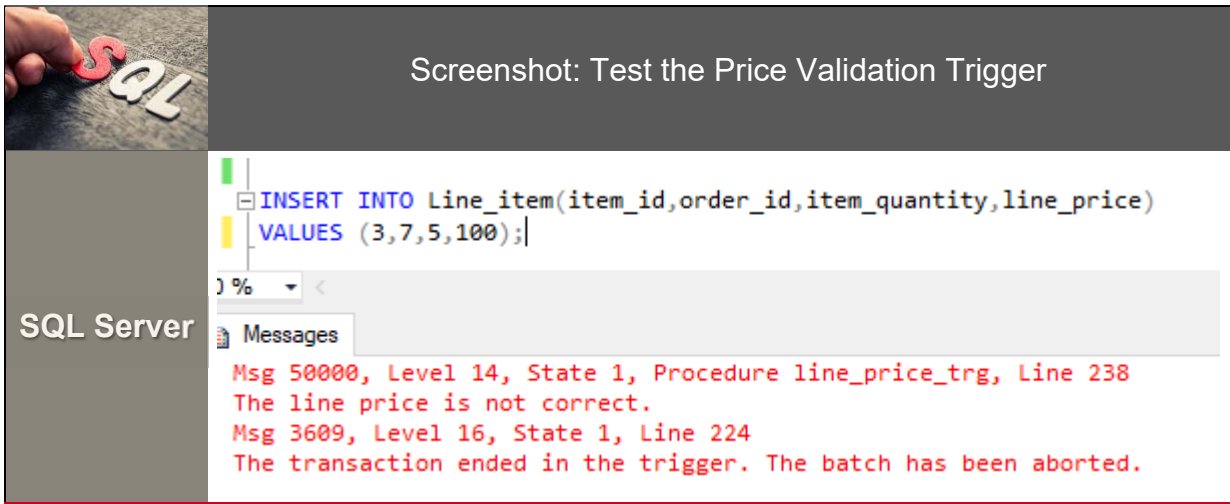 SQL
Screenshot: Test the Price Validation Trigger
SQL Server
INSERT INTO Line_item(item_id,order_id,item_quantity,line_price)
VALUES (3,7,5,100);
0 %
Messages
Msg 50000, Level 14, State 1, Procedure line_price_trg, Line 238
The line price is not correct.
Msg 3609, Level 16, State 1, Line 224
The transaction ended in the trigger. The batch has been aborted.